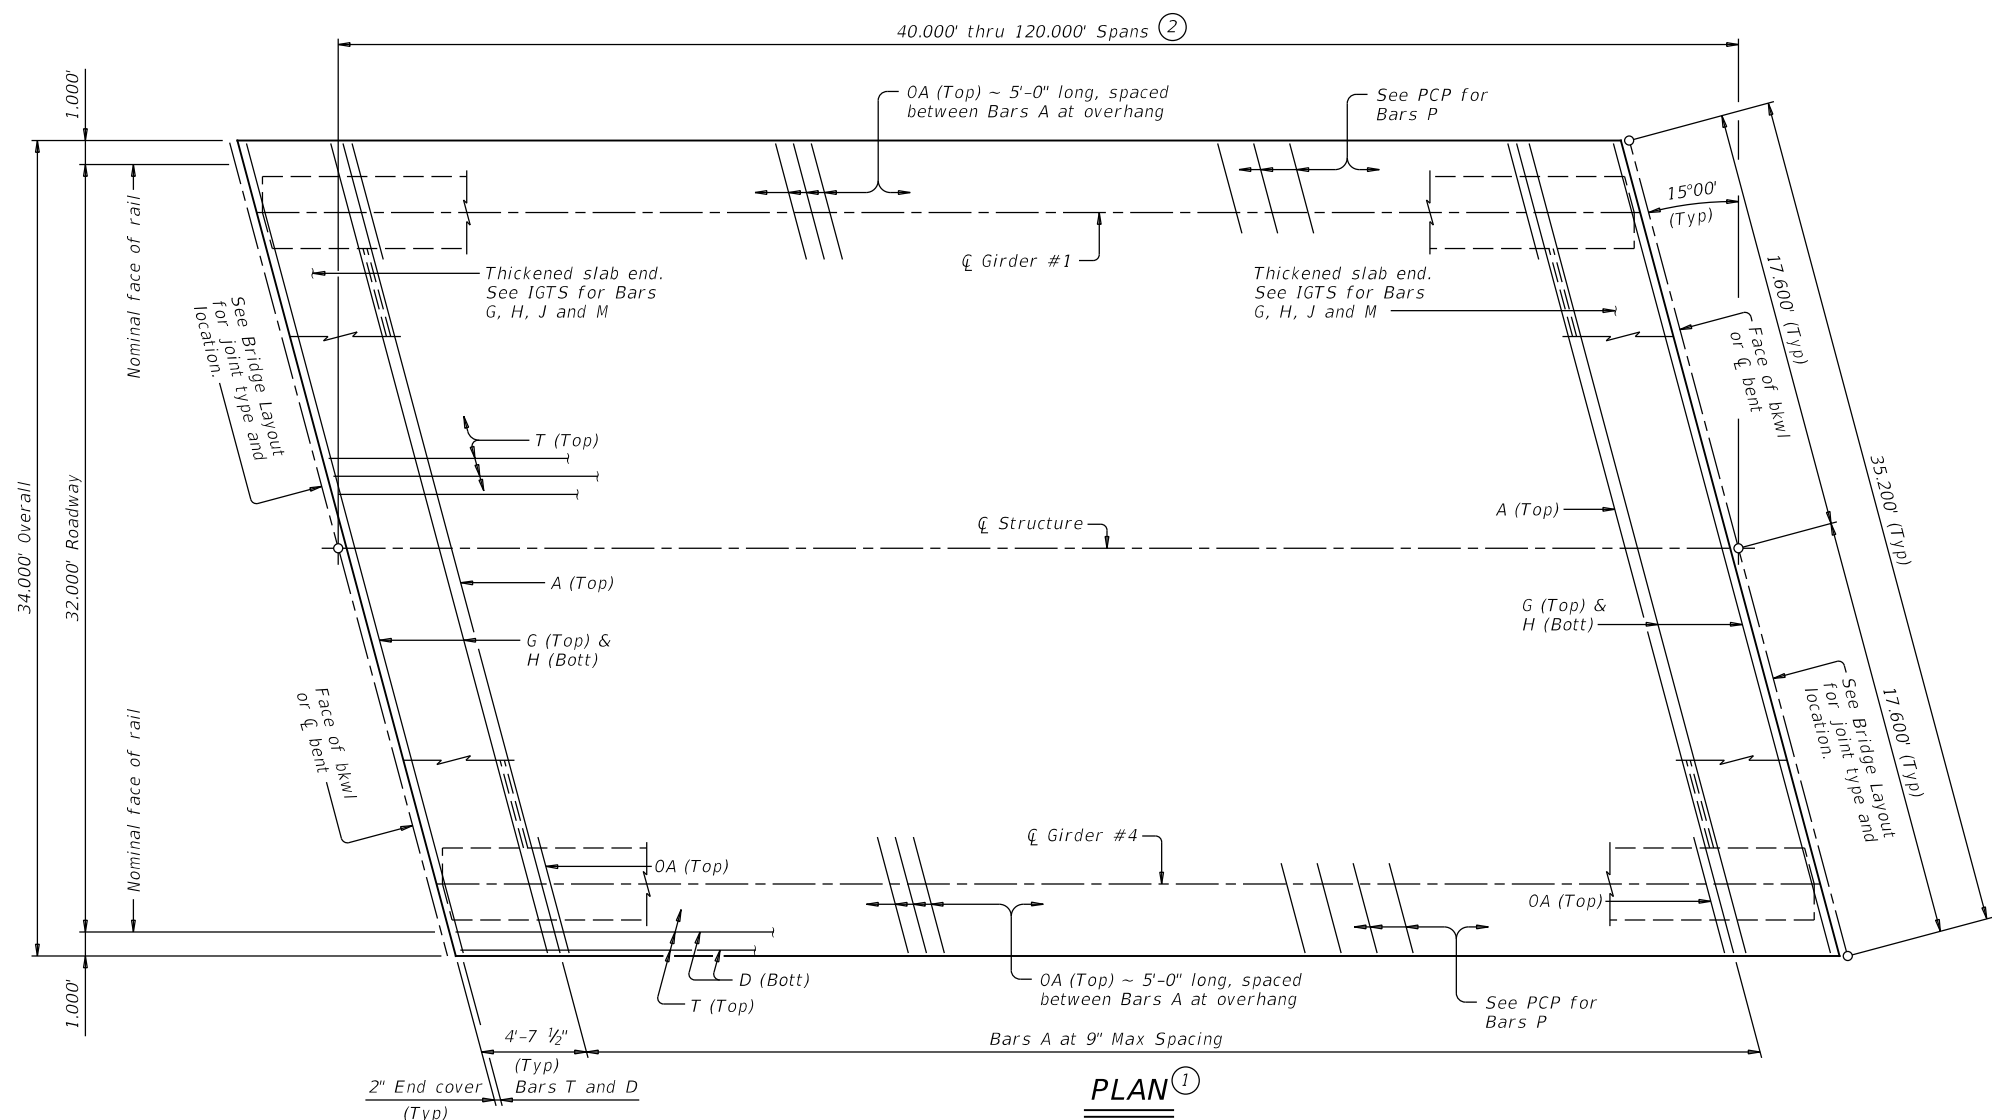 40.000' thru 120.000' Spans 2
1.000'
OA (Top) ~ 5'-0" long, spaced
between Bars A at overhang
See PCP for
Bars P
15°00'
(Typ)
Nominal face of rail
℄ Girder #1
Thickened slab end.
See IGTS for Bars
G, H, J and M
Thickened slab end.
See IGTS for Bars
G, H, J and M
17.600' (Typ)
See Bridge Layout
for joint type and
location.
Face of bkwl
or ℄ bent
T (Top)
35.200' (Typ)
34.000' Overall
32.000' Roadway
℄ Structure
A (Top)
A (Top)
G (Top) &
H (Bott)
G (Top) &
H (Bott)
Face of bkwl
or ℄ bent
See Bridge Layout
for joint type and
location.
17.600' (Typ)
Nominal face of rail
℄ Girder #4
OA (Top)
OA (Top)
D (Bott)
T (Top)
OA (Top) ~ 5'-0" long, spaced
between Bars A at overhang
See PCP for
Bars P
1.000'
4'-7 ½"
(Typ)
Bars A at 9" Max Spacing
2" End cover
(Typ)
Bars T and D
PLAN 1